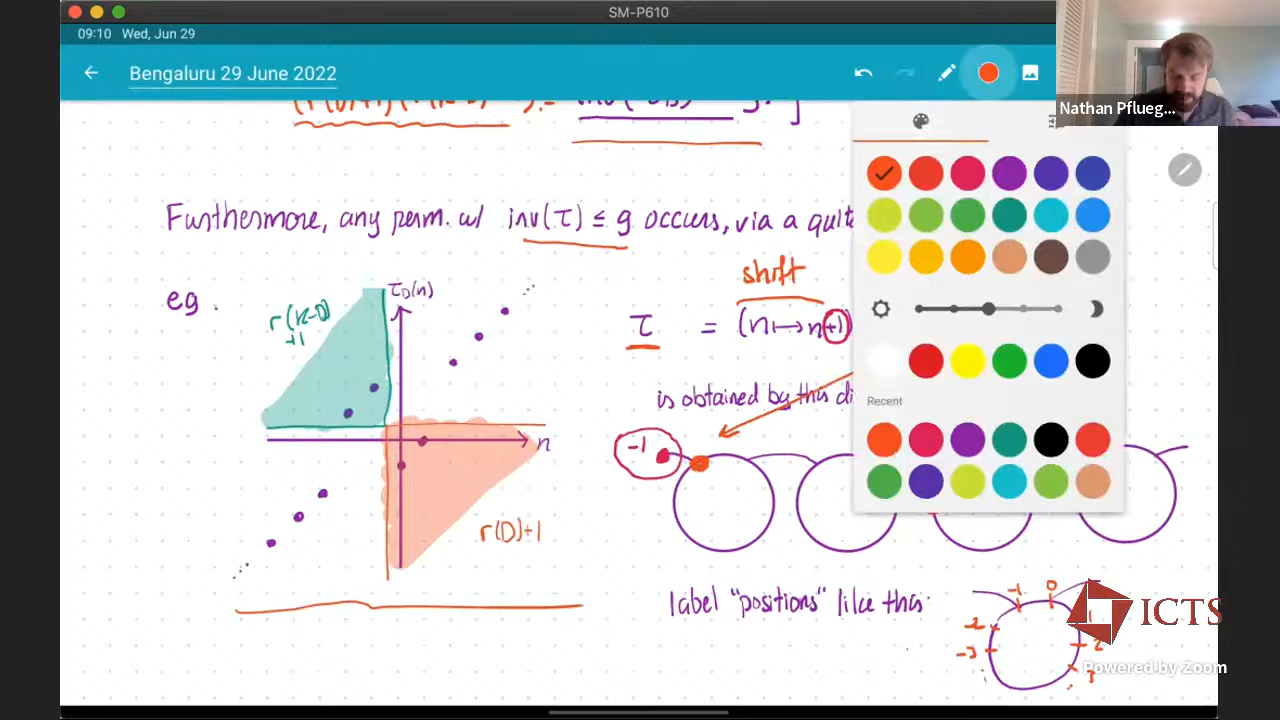 SM-P610
09:10 Wed, Jun 29
Bengaluru 29 June 2022
Nathan Pflueg...
Furthermore, any perm. w/ inv(τ) ≤ g occurs, via a quite
eg.
τ_D(n)
r(K-D)
+1
n
r(D)+1
shift
τ = (n ↦ n+1)
is obtained by this di
-1
Recent
label "positions" like this:
-1 0
-2
-3
2
3
ICTS
Powered by Zoom